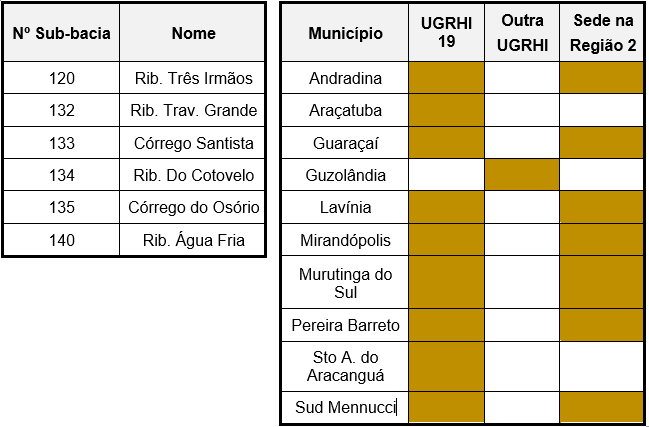 Nº Sub-bacia Nome
120 Rib. Três Irmãos
132 Rib. Trav. Grande
133 Córrego Santista
134 Rib. Do Cotovelo
135 Córrego do Osório
140 Rib. Água Fria
Município UGRHI 19 Outra UGRHI Sede na Região 2
Andradina
Araçatuba
Guaraçaí
Guzolândia
Lavínia
Mirandópolis
Murutinga do
Sul
Pereira Barreto
Sto A. do
Aracanguá
Sud Mennucci